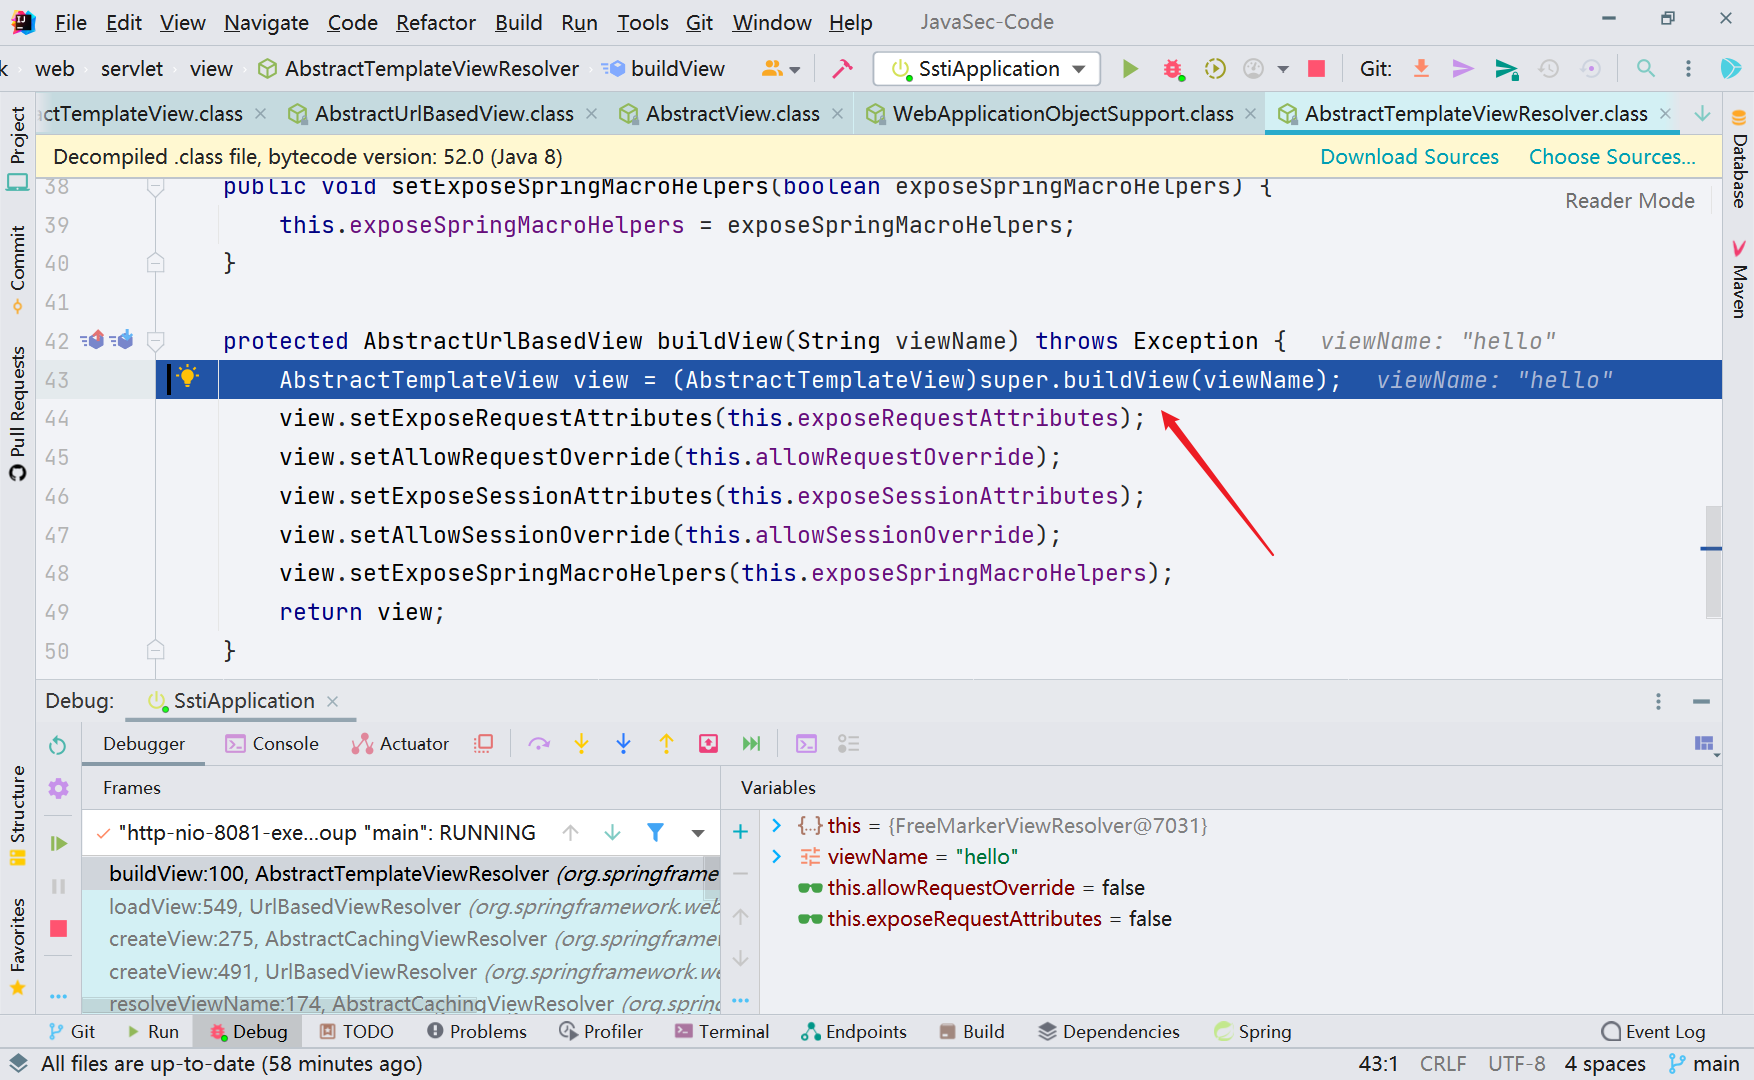 File Edit View Navigate Code Refactor Build Run Tools Git Window Help JavaSec-Code
k web servlet view AbstractTemplateViewResolver buildView SstiApplication Git:
ctTemplateView.class AbstractUrlBasedView.class AbstractView.class WebApplicationObjectSupport.class AbstractTemplateViewResolver.class
Decompiled .class file, bytecode version: 52.0 (Java 8) Download Sources Choose Sources...
Reader Mode
38 public void setExposeSpringMacroHelpers(boolean exposeSpringMacroHelpers) {
39 this.exposeSpringMacroHelpers = exposeSpringMacroHelpers;
40 }
41
42 protected AbstractUrlBasedView buildView(String viewName) throws Exception { viewName: "hello"
43 AbstractTemplateView view = (AbstractTemplateView)super.buildView(viewName); viewName: "hello"
44 view.setExposeRequestAttributes(this.exposeRequestAttributes);
45 view.setAllowRequestOverride(this.allowRequestOverride);
46 view.setExposeSessionAttributes(this.exposeSessionAttributes);
47 view.setAllowSessionOverride(this.allowSessionOverride);
48 view.setExposeSpringMacroHelpers(this.exposeSpringMacroHelpers);
49 return view;
50 }
Project
Commit
Pull Requests
Structure
Favorites
Database
Maven
Debug: SstiApplication
Debugger Console Actuator
Frames Variables
"http-nio-8081-exe...oup "main": RUNNING
buildView:100, AbstractTemplateViewResolver (org.springframe
loadView:549, UrlBasedViewResolver (org.springframework.web
createView:275, AbstractCachingViewResolver (org.springframe
createView:491, UrlBasedViewResolver (org.springframework.we
resolveViewName:174, AbstractCachingViewResolver (org.spring
this = {FreeMarkerViewResolver@7031}
viewName = "hello"
this.allowRequestOverride = false
this.exposeRequestAttributes = false
Git Run Debug TODO Problems Profiler Terminal Endpoints Build Dependencies Spring Event Log
All files are up-to-date (58 minutes ago) 43:1 CRLF UTF-8 4 spaces main